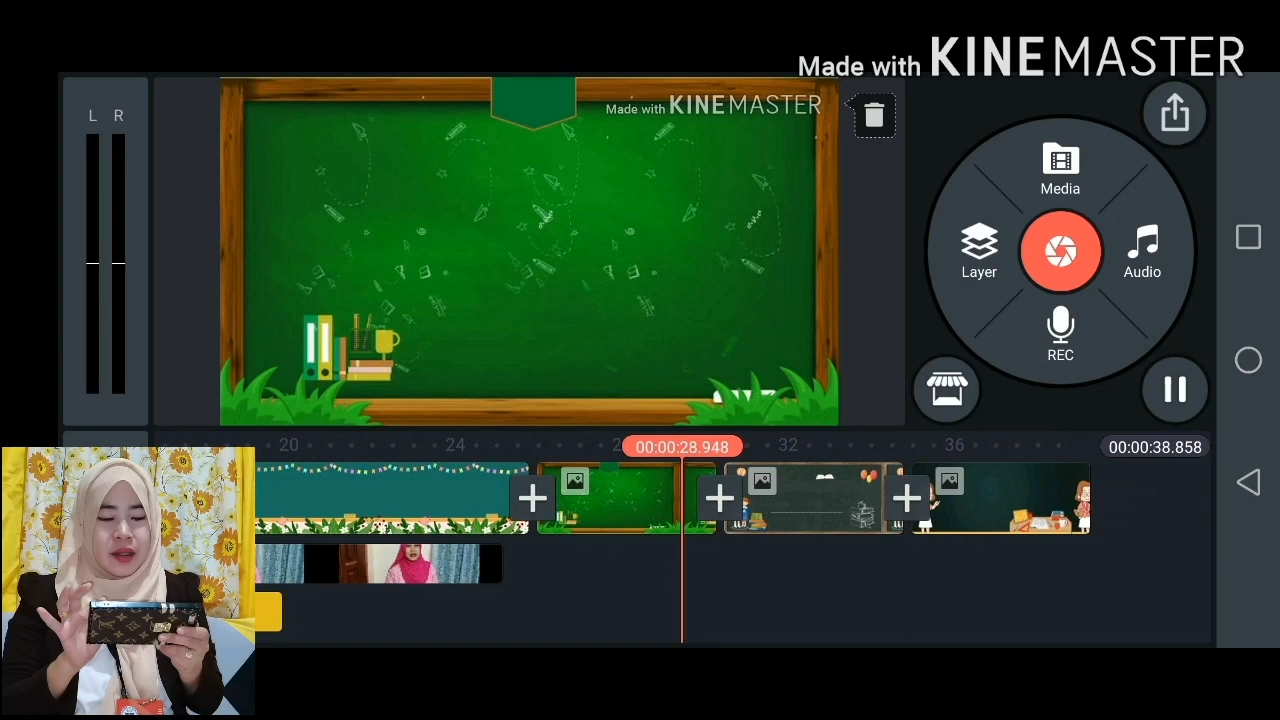 Made with KINEMASTER
L R
Made with KINEMASTER
Media
Layer
Audio
REC
20
24
00:00:28.948
32
36
00:00:38.858